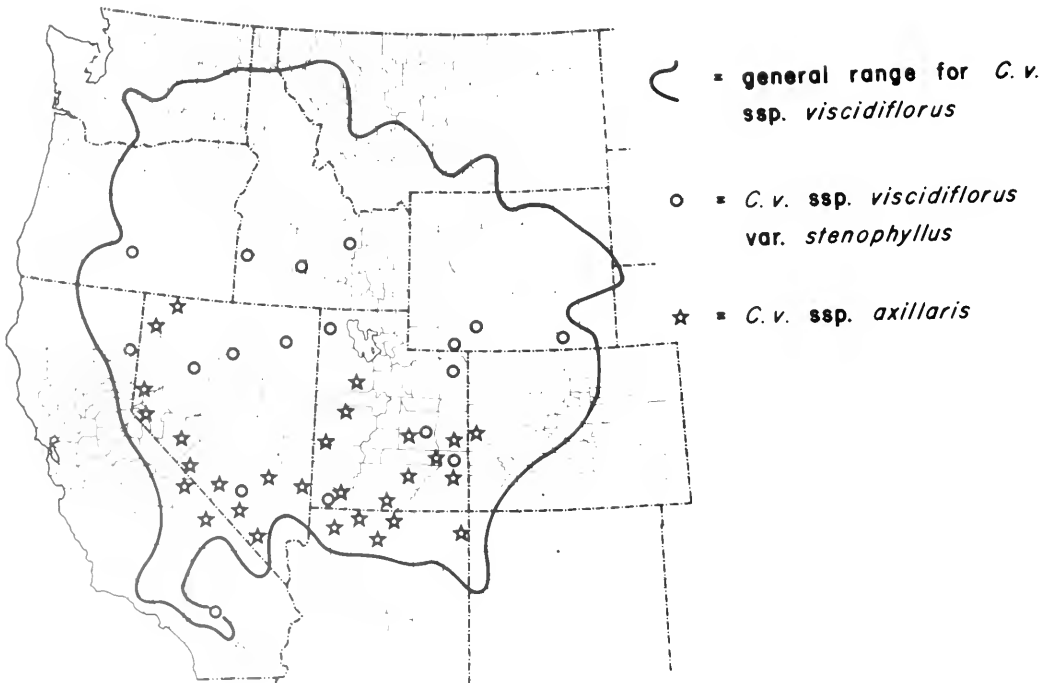 = general range for C. v.
ssp. viscidiflorus
= C. v. ssp. viscidiflorus
var. stenophyllus
= C. v. ssp. axillaris